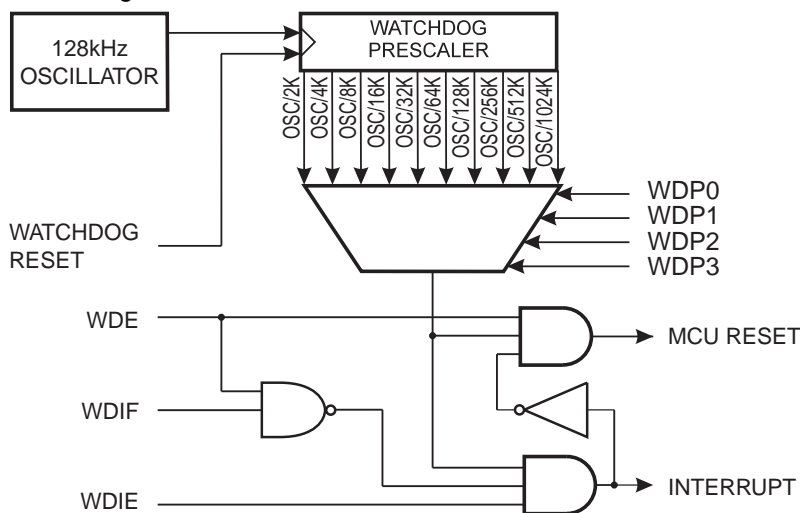 128kHz
OSCILLATOR
WATCHDOG
PRESCALER
OSC/2K
OSC/4K
OSC/8K
OSC/16K
OSC/32K
OSC/64K
OSC/128K
OSC/256K
OSC/512K
OSC/1024K
WDP0
WDP1
WDP2
WDP3
WATCHDOG
RESET
WDE
MCU RESET
WDIF
WDIE
INTERRUPT